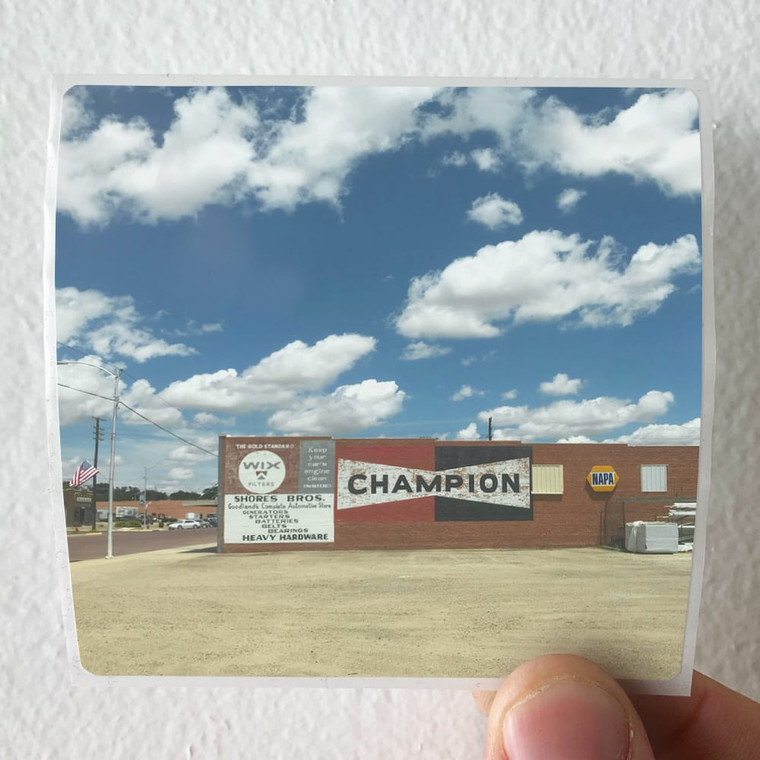 THE GOLD STANDARD
WIX
FILTERS
Keep
your
car's
engine
clean
SHORES BROS.
Goodland's Complete Automotive Store
GENERATORS
STARTERS
BATTERIES
BELTS
BEARINGS
HEAVY HARDWARE
CHAMPION
NAPA